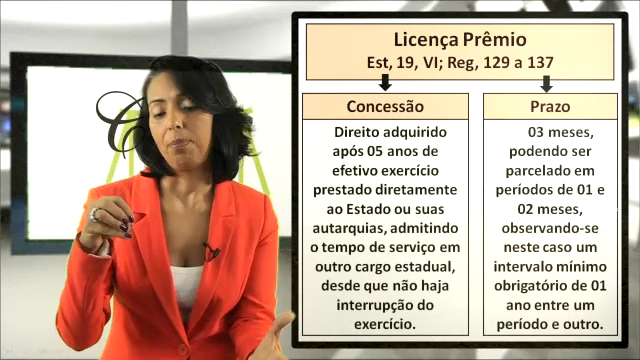 Licença Prêmio
Est, 19, VI; Reg, 129 a 137
Concessão
Direito adquirido
após 05 anos de
efetivo exercício
prestado diretamente
ao Estado ou suas
autarquias, admitindo
o tempo de serviço em
outro cargo estadual,
desde que não haja
interrupção do
exercício.
Prazo
03 meses,
podendo ser
parcelado em
períodos de 01 e
02 meses,
observando-se
neste caso um
intervalo mínimo
obrigatório de 01
ano entre um
período e outro.